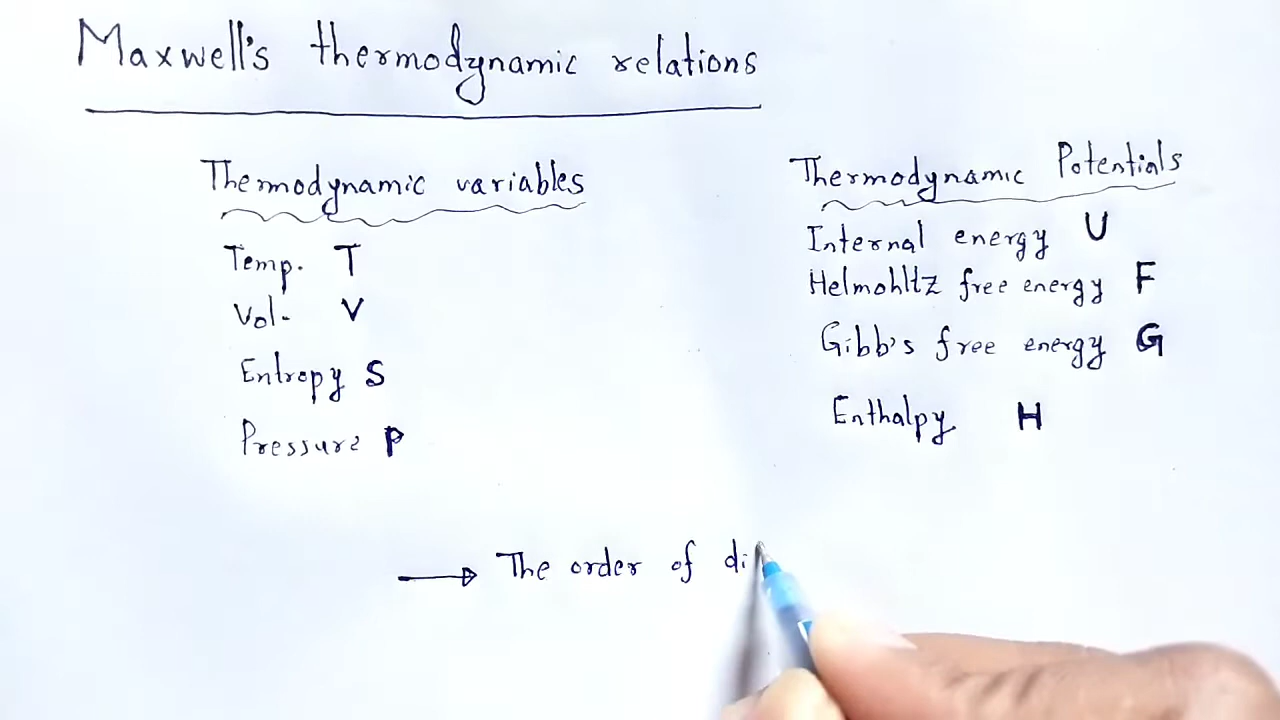 Maxwell's thermodynamic relations
Thermodynamic variables
Temp. T
Vol. V
Entropy S
Pressure P
Thermodynamic Potentials
Internal energy U
Helmohltz free energy F
Gibb's free energy G
Enthalpy H
→ The order of di